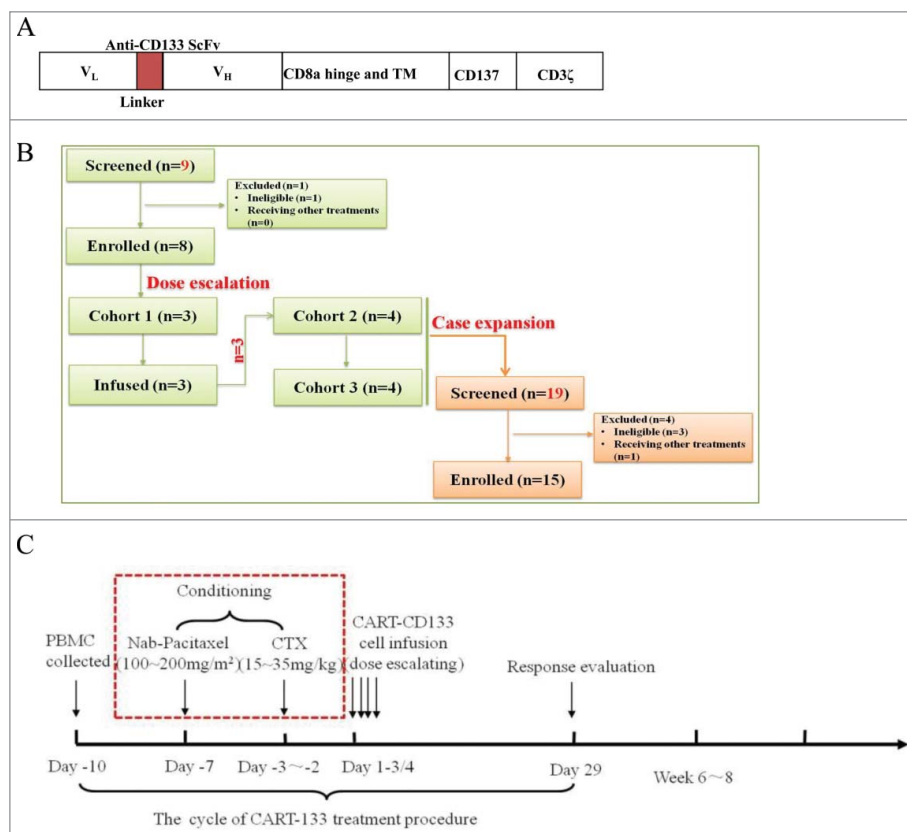 A
Anti-CD133 ScFv
V_L
V_H
CD8a hinge and TM
CD137
CD3ζ
Linker
B
Screened (n=9)
Excluded (n=1)
• Ineligible (n=1)
• Receiving other treatments
(n=0)
Enrolled (n=8)
Dose escalation
Cohort 1 (n=3)
Infused (n=3)
n=3
Cohort 2 (n=4)
Cohort 3 (n=4)
Case expansion
Screened (n=19)
Excluded (n=4)
• Ineligible (n=3)
• Receiving other treatments
(n=1)
Enrolled (n=15)
C
Conditioning
PBMC
collected
Nab-Pacitaxel
(100~200mg/m²)
CTX
(15~35mg/kg)
CART-CD133
cell infusion
(dose escalating)
Response evaluation
Day -10
Day -7
Day -3~-2
Day 1-3/4
Day 29
Week 6~8
The cycle of CART-133 treatment procedure